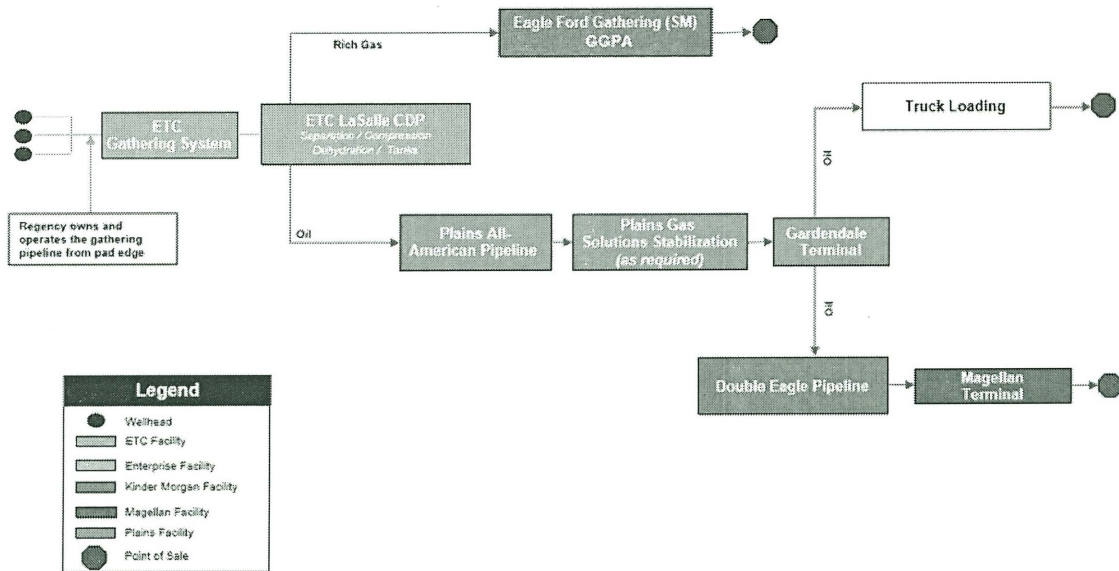 Eagle Ford Gathering (SM)
GGPA
Rich Gas
Truck Loading
ETC
Gathering System
ETC LaSalle CDP
Separation / Compression
Dehydration / Tanks
Oil
Regency owns and
operates the gathering
pipeline from pad edge
Oil
Plains All-
American Pipeline
Plains Gas
Solutions Stabilization
(as required)
Gardendale
Terminal
Oil
Double Eagle Pipeline
Magellan
Terminal
Legend
Wellhead
ETC Facility
Enterprise Facility
Kinder Morgan Facility
Magellan Facility
Plains Facility
Point of Sale